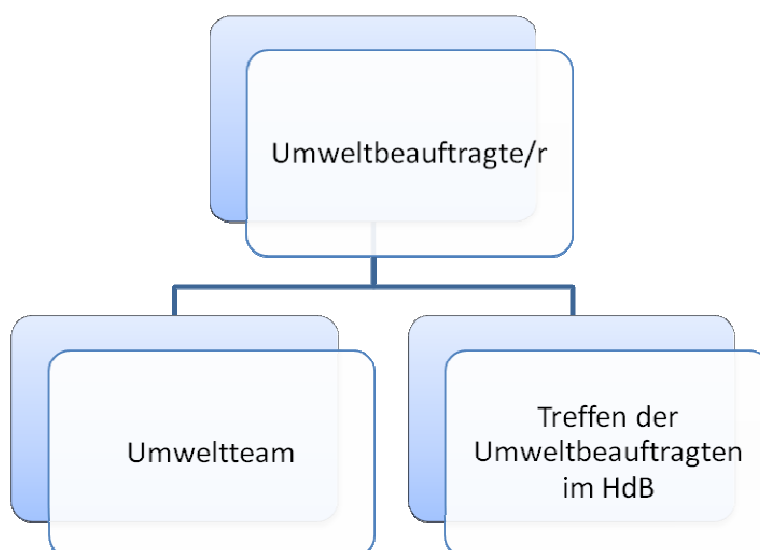 Umweltbeauftragte/r
Umweltteam
Treffen der
Umweltbeauftragten
im HdB